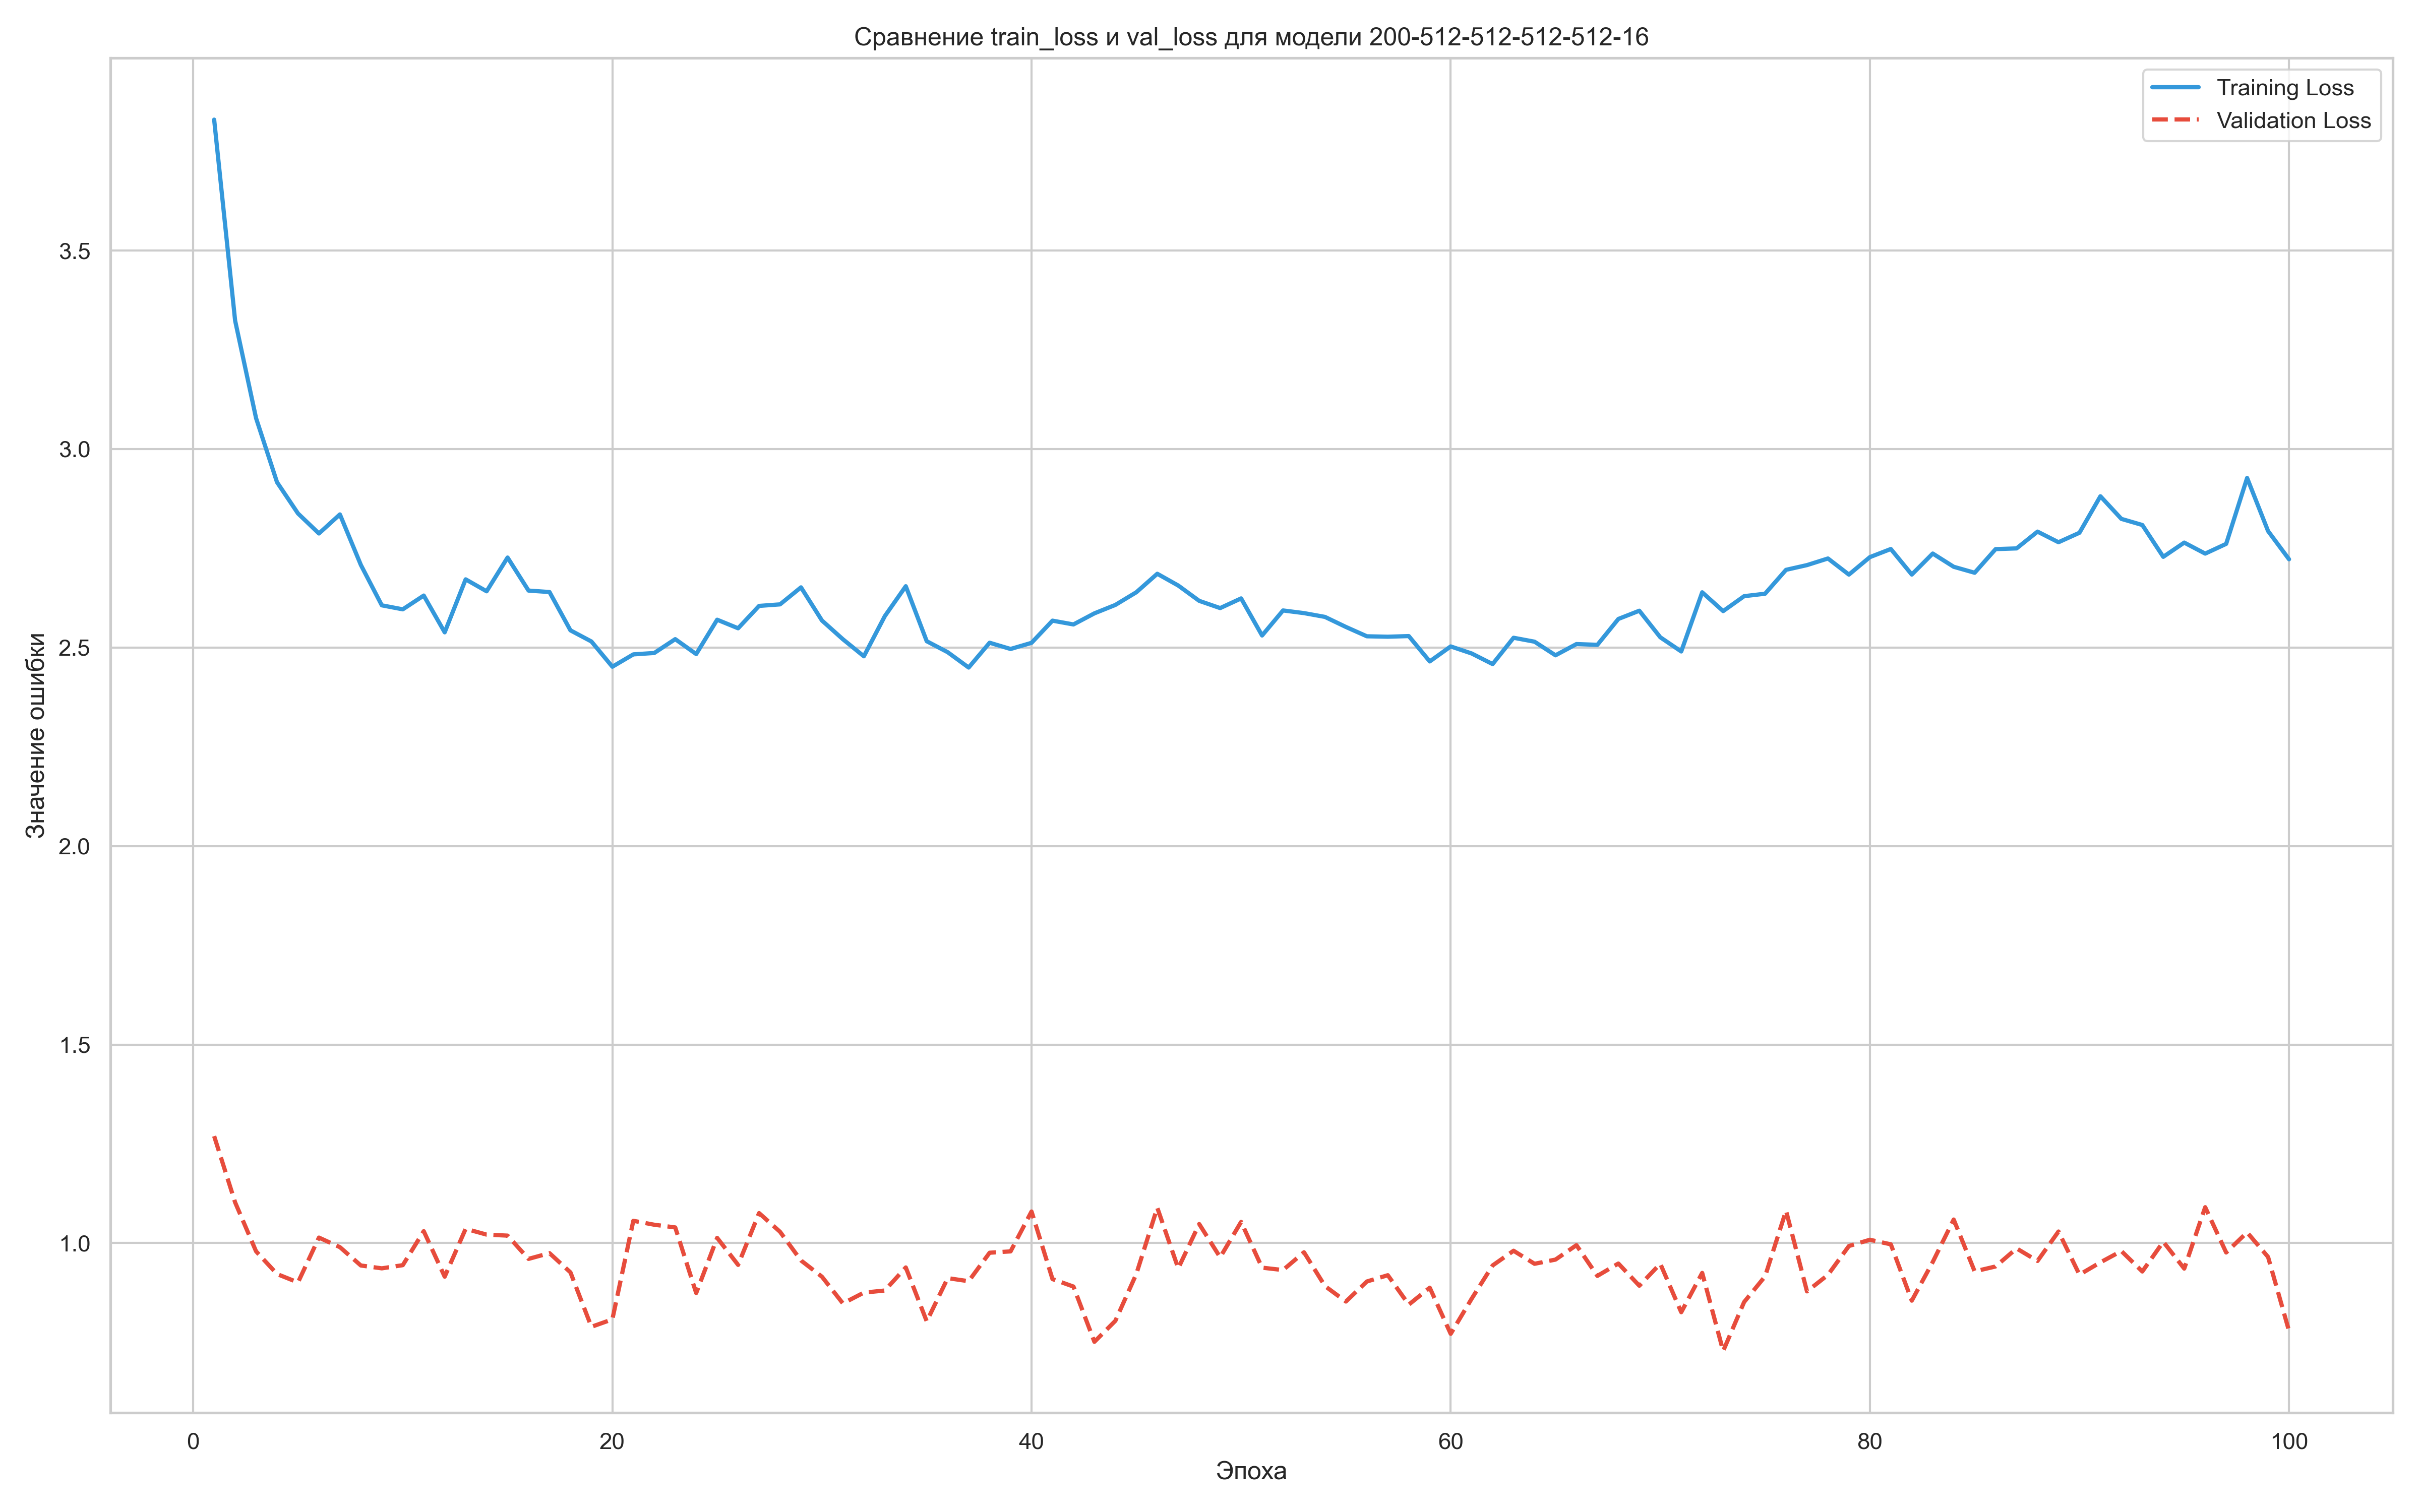 Сравнение train_loss и val_loss для модели 200-512-512-512-512-16
Training Loss
Validation Loss
Значение ошибки
3.5
3.0
2.5
2.0
1.5
1.0
0
20
40
60
80
100
Эпоха